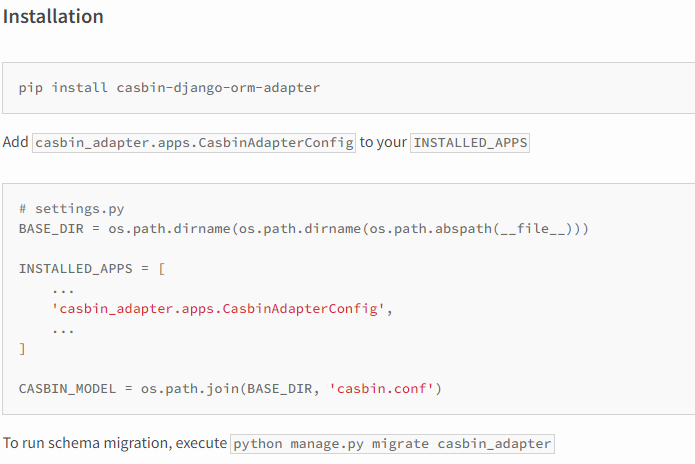 Installation
pip install casbin-django-orm-adapter
Add casbin_adapter.apps.CasbinAdapterConfig to your INSTALLED_APPS
# settings.py
BASE_DIR = os.path.dirname(os.path.dirname(os.path.abspath(__file__)))
INSTALLED_APPS = [
    ...
    'casbin_adapter.apps.CasbinAdapterConfig',
    ...
]
CASBIN_MODEL = os.path.join(BASE_DIR, 'casbin.conf')
To run schema migration, execute python manage.py migrate casbin_adapter